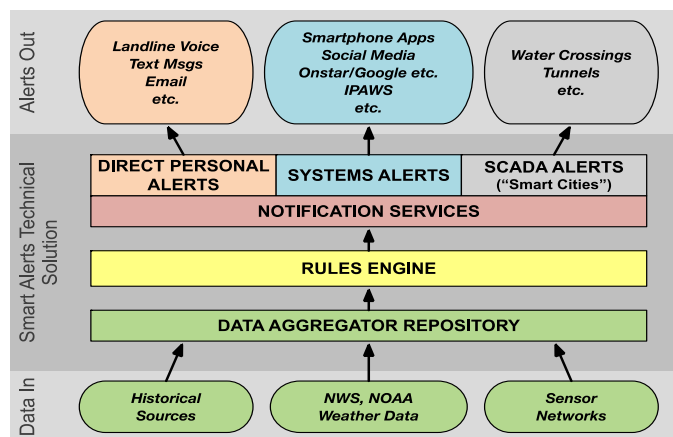 Alerts Out
Landline Voice
Text Msgs
Email
etc.
Smartphone Apps
Social Media
Onstar/Google etc.
IPAWS
etc.
Water Crossings
Tunnels
etc.
Smart Alerts Technical
Solution
DIRECT PERSONAL
ALERTS
SYSTEMS ALERTS
SCADA ALERTS
(“Smart Cities”)
NOTIFICATION SERVICES
RULES ENGINE
DATA AGGREGATOR REPOSITORY
Data In
Historical
Sources
NWS, NOAA
Weather Data
Sensor
Networks